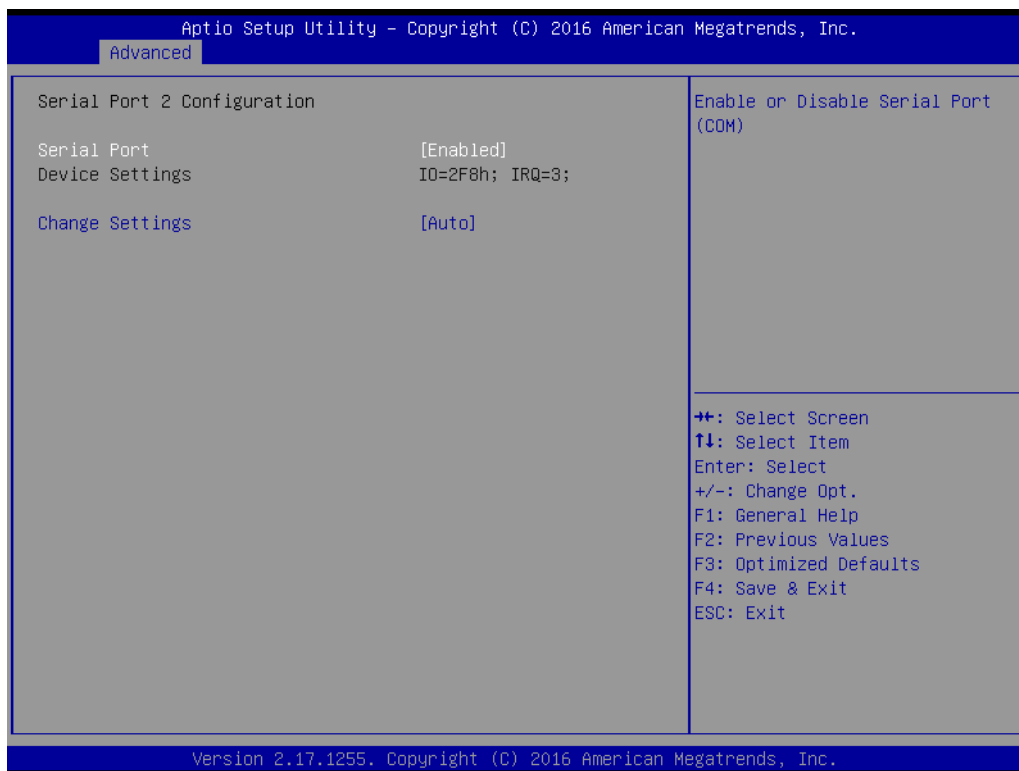 Aptio Setup Utility – Copyright (C) 2016 American Megatrends, Inc.
Advanced
Serial Port 2 Configuration
Serial Port [Enabled]
Device Settings IO=2F8h; IRQ=3;
Change Settings [Auto]
Enable or Disable Serial Port
(COM)
→←: Select Screen
↑↓: Select Item
Enter: Select
+/-: Change Opt.
F1: General Help
F2: Previous Values
F3: Optimized Defaults
F4: Save & Exit
ESC: Exit
Version 2.17.1255. Copyright (C) 2016 American Megatrends, Inc.